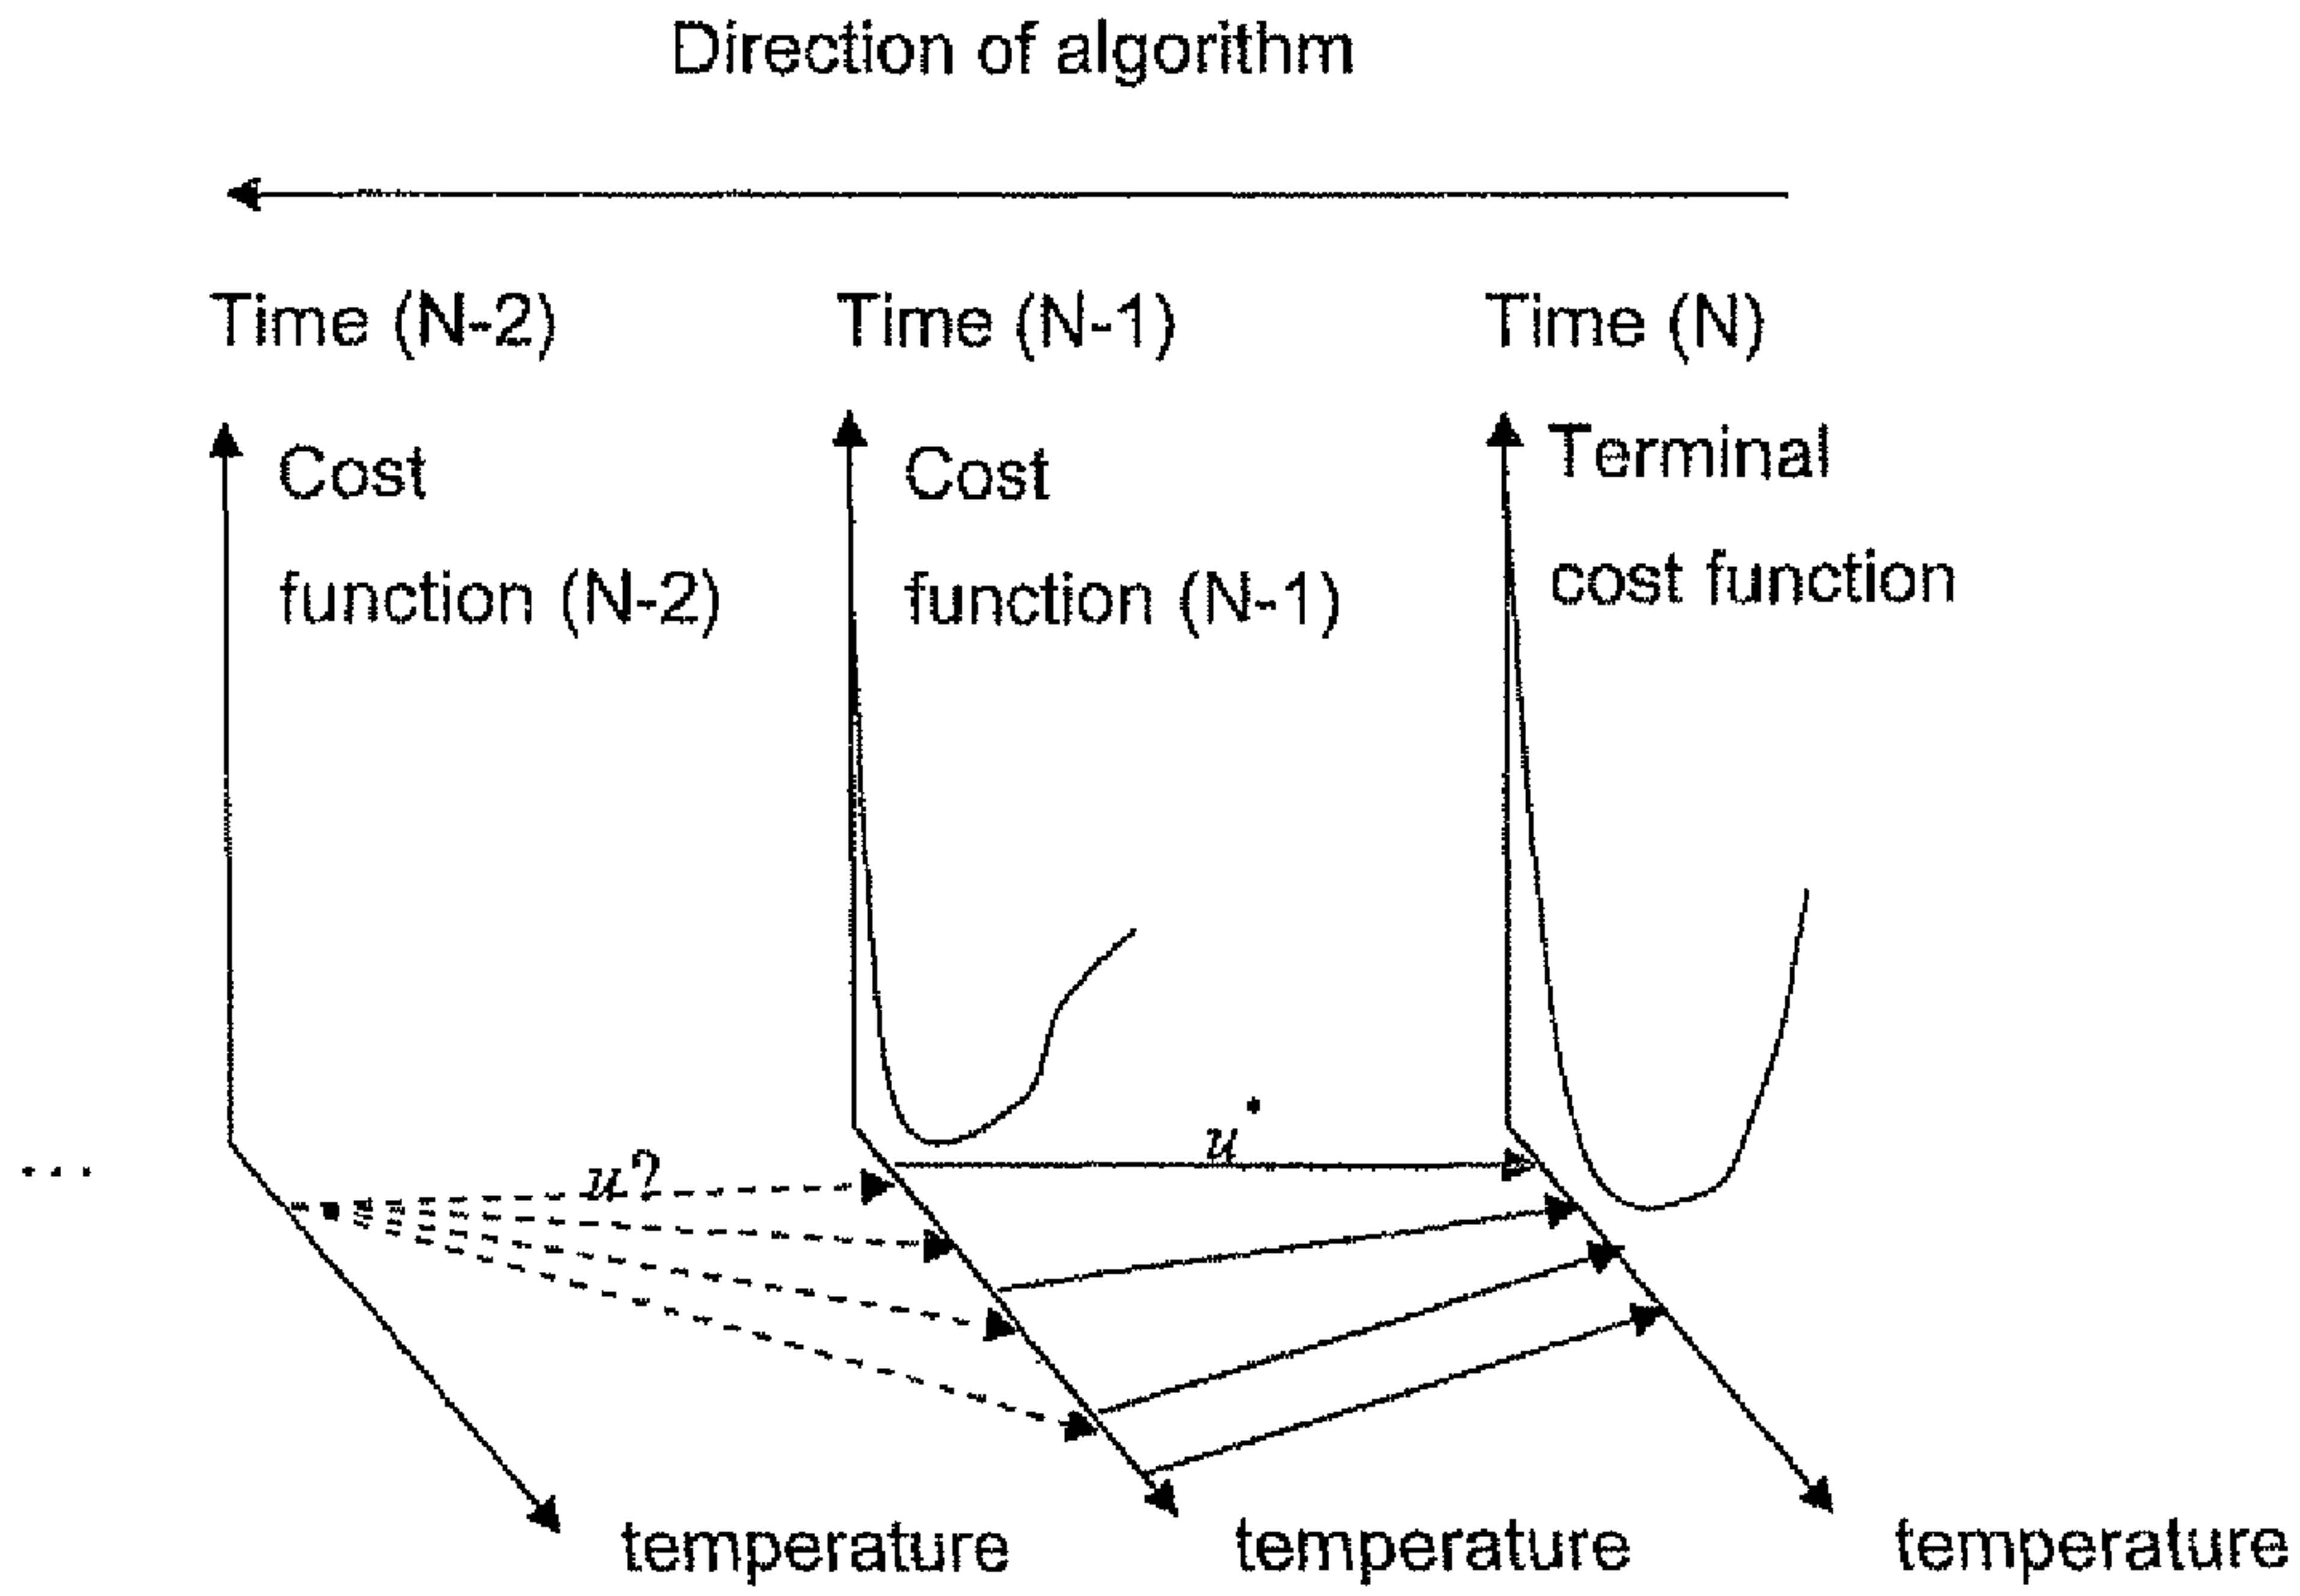 Direction of algorithm
Time (N-2)
Time (N-1)
Time (N)
Cost
function (N-2)
Cost
function (N-1)
Terminal
cost function
...
u?
u*
temperature
temperature
temperature